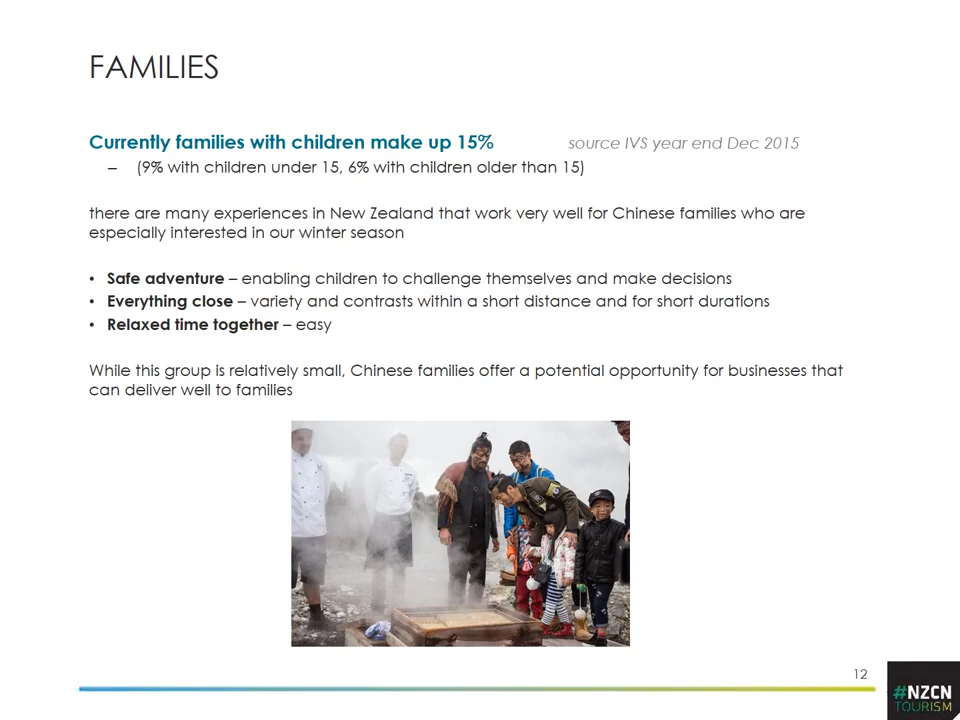 FAMILIES
Currently families with children make up 15% source IVS year end Dec 2015
– (9% with children under 15, 6% with children older than 15)
there are many experiences in New Zealand that work very well for Chinese families who are
especially interested in our winter season
• Safe adventure – enabling children to challenge themselves and make decisions
• Everything close – variety and contrasts within a short distance and for short durations
• Relaxed time together – easy
While this group is relatively small, Chinese families offer a potential opportunity for businesses that
can deliver well to families
12
#NZCN
TOURISM